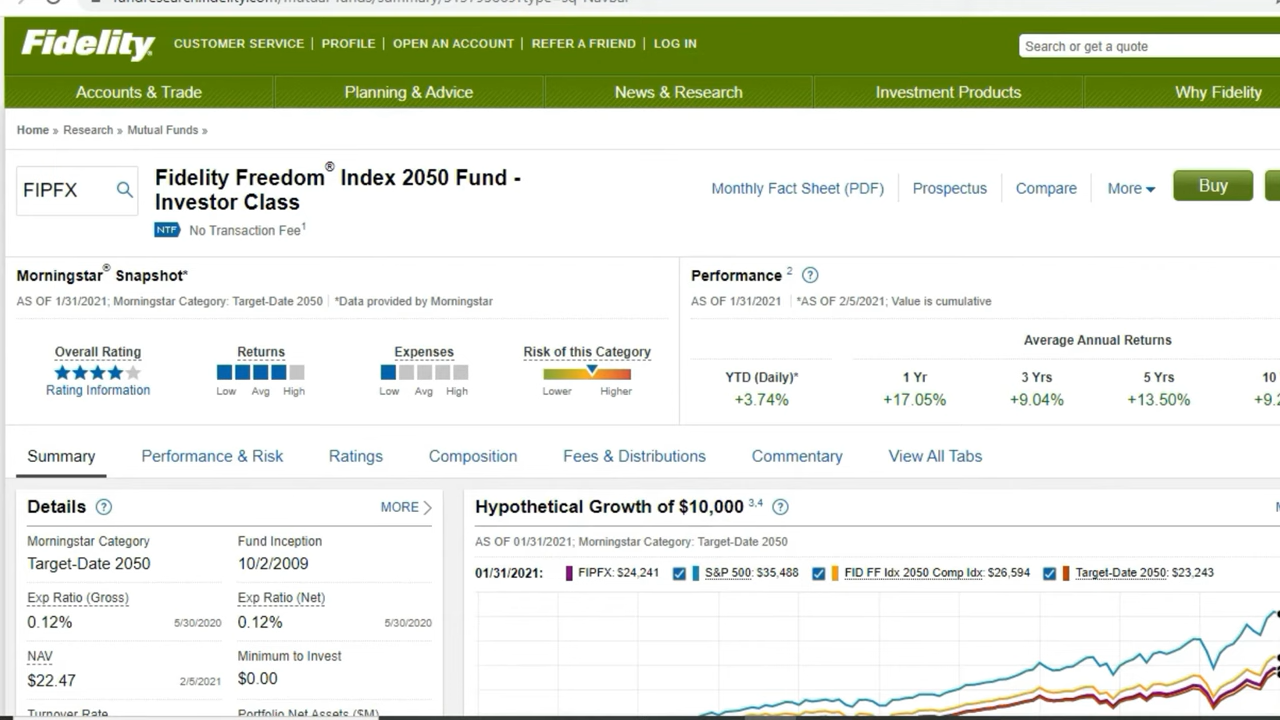 Fidelity
CUSTOMER SERVICE | PROFILE | OPEN AN ACCOUNT | REFER A FRIEND | LOG IN
Search or get a quote
Accounts & Trade
Planning & Advice
News & Research
Investment Products
Why Fidelity
Home » Research » Mutual Funds »
FIPFX
Fidelity Freedom® Index 2050 Fund -
Investor Class
NTF No Transaction Fee1
Monthly Fact Sheet (PDF)
Prospectus
Compare
More
Buy
Morningstar® Snapshot*
AS OF 1/31/2021; Morningstar Category: Target-Date 2050 | *Data provided by Morningstar
Overall Rating
Rating Information
Returns
Low Avg High
Expenses
Low Avg High
Risk of this Category
Lower Higher
Performance 2 ?
AS OF 1/31/2021 | *AS OF 2/5/2021; Value is cumulative
Average Annual Returns
YTD (Daily)* 1 Yr 3 Yrs 5 Yrs 10
+3.74% +17.05% +9.04% +13.50% +9.2
Summary
Performance & Risk
Ratings
Composition
Fees & Distributions
Commentary
View All Tabs
Details ? MORE
Morningstar Category
Target-Date 2050
Fund Inception
10/2/2009
Exp Ratio (Gross)
0.12% 5/30/2020
Exp Ratio (Net)
0.12% 5/30/2020
NAV
$22.47 2/5/2021
Minimum to Invest
$0.00
Turnover Rate
Portfolio Net Assets ($M)
Hypothetical Growth of $10,000 3,4 ?
AS OF 01/31/2021; Morningstar Category: Target-Date 2050
01/31/2021: FIPFX: $24,241 S&P 500: $35,488 FID FF Idx 2050 Comp Idx: $26,594 Target-Date 2050: $23,243